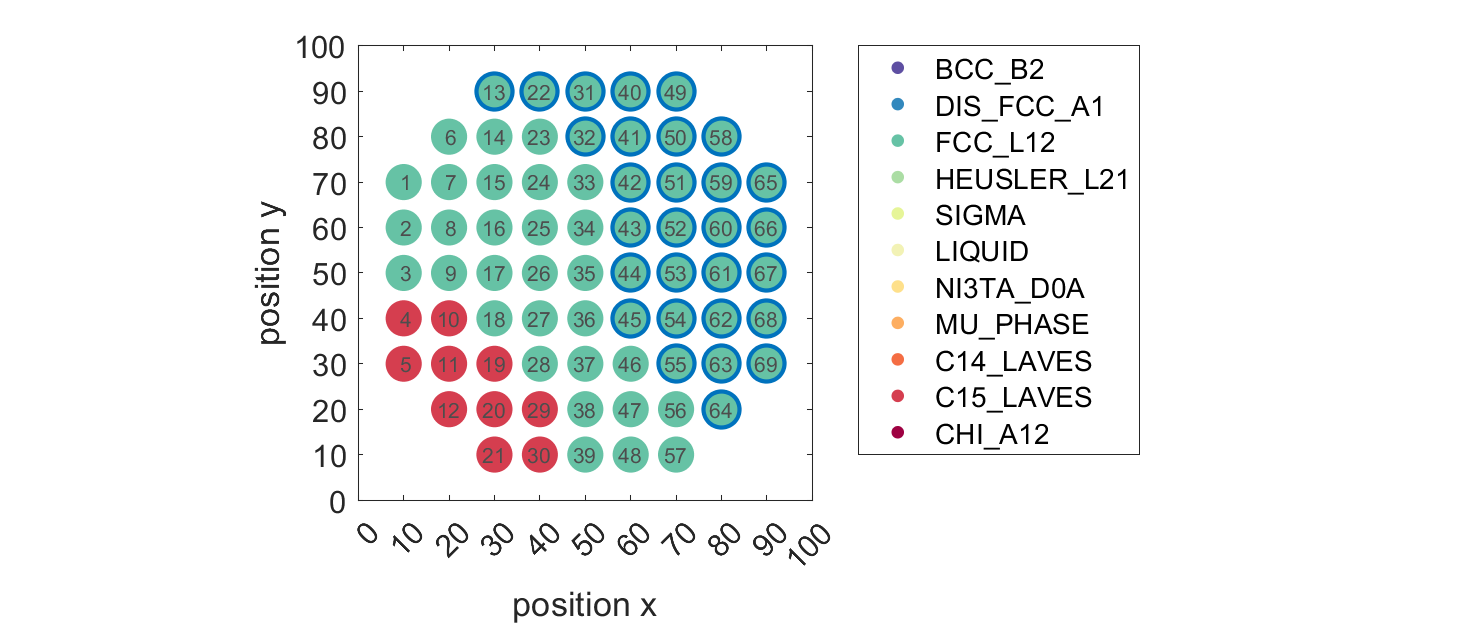 100
90 13 22 31 40 49
80 6 14 23 32 41 50 58
70 1 7 15 24 33 42 51 59 65
60 2 8 16 25 34 43 52 60 66
50 3 9 17 26 35 44 53 61 67
40 4 10 18 27 36 45 54 62 68
30 5 11 19 28 37 46 55 63 69
20 12 20 29 38 47 56 64
10 21 30 39 48 57
0
position y
0 10 20 30 40 50 60 70 80 90 100
position x
BCC_B2
DIS_FCC_A1
FCC_L12
HEUSLER_L21
SIGMA
LIQUID
NI3TA_D0A
MU_PHASE
C14_LAVES
C15_LAVES
CHI_A12